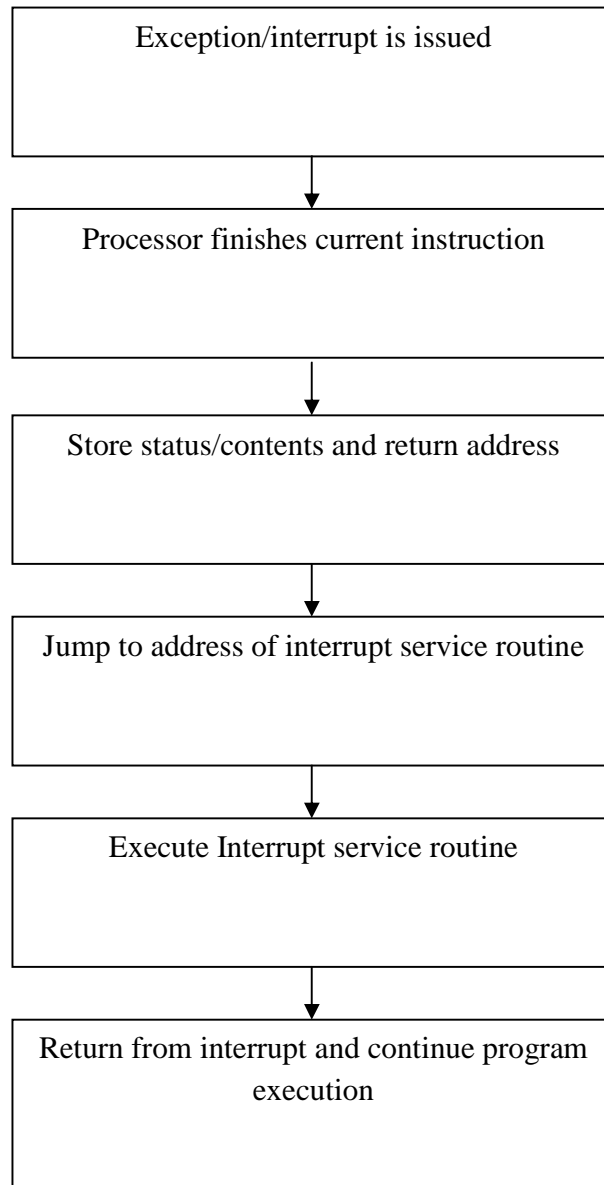 Exception/interrupt is issued
Processor finishes current instruction
Store status/contents and return address
Jump to address of interrupt service routine
Execute Interrupt service routine
Return from interrupt and continue program
execution